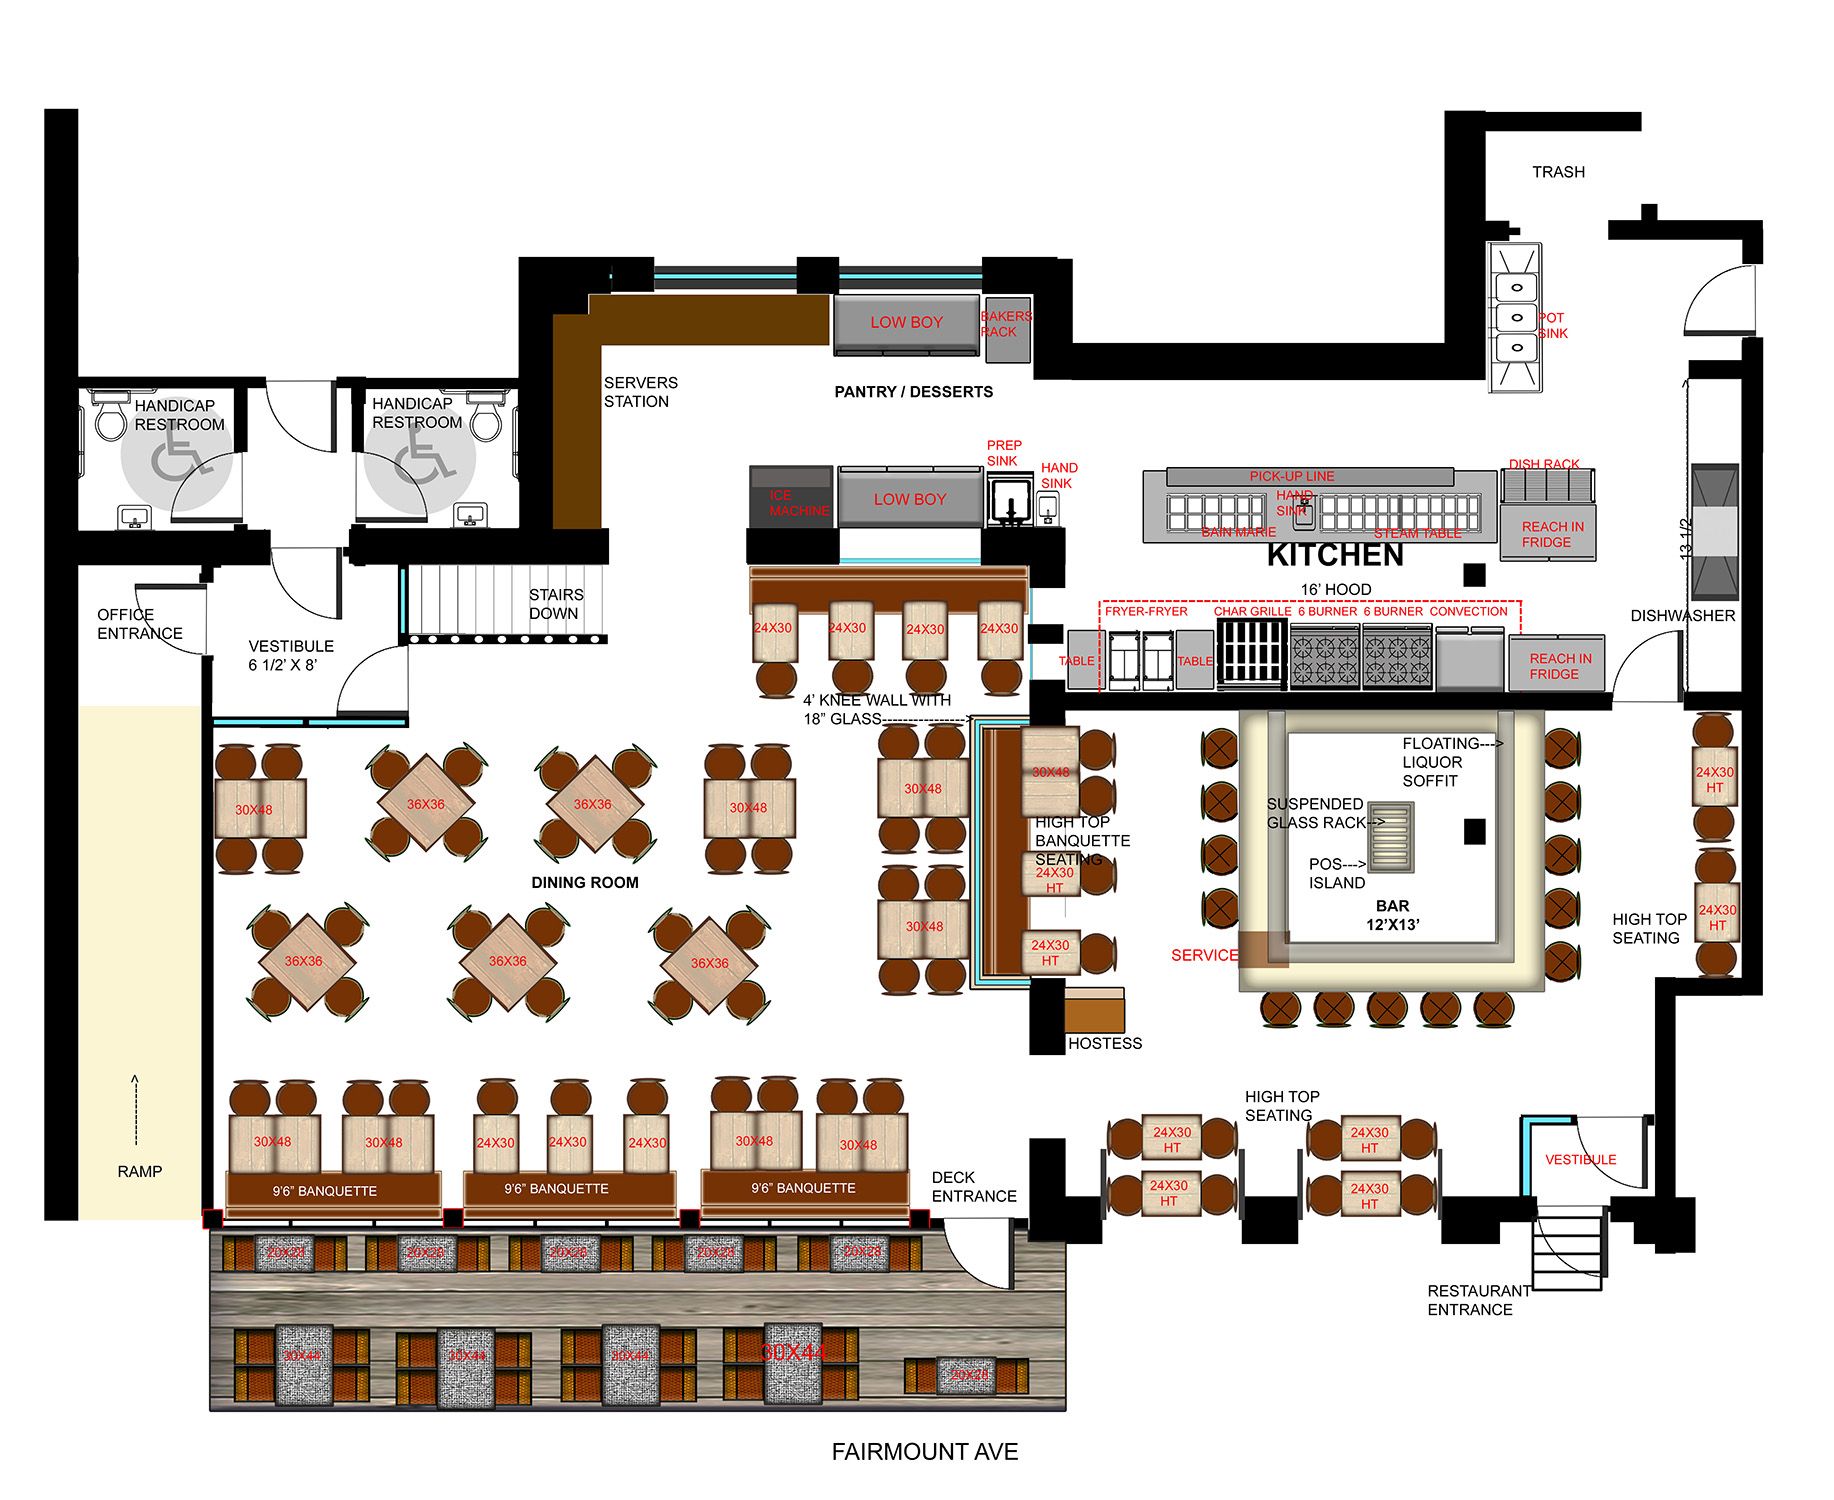 TRASH
LOW BOY
BAKERS
RACK
POT
SINK
SERVERS
STATION
PANTRY / DESSERTS
HANDICAP
RESTROOM
HANDICAP
RESTROOM
PREP
SINK
HAND
SINK
ICE
MACHINE
LOW BOY
PICK-UP LINE
HAND
SINK
BAIN MARIE
STEAM TABLE
DISH RACK
REACH IN
FRIDGE
13 1/2
KITCHEN
16' HOOD
DISHWASHER
FRYER-FRYER
CHAR GRILLE
6 BURNER
6 BURNER
CONVECTION
TABLE
TABLE
REACH IN
FRIDGE
OFFICE
ENTRANCE
VESTIBULE
6 1/2' X 8'
STAIRS
DOWN
24X30
24X30
24X30
24X30
4' KNEE WALL WITH
18" GLASS
30X48
36X36
36X36
30X48
30X48
30X48
HIGH TOP
BANQUETTE
SEATING
24X30
HT
24X30
HT
FLOATING--->
LIQUOR
SOFFIT
SUSPENDED
GLASS RACK-->
POS--->
ISLAND
BAR
12'X13'
SERVICE
24X30
HT
24X30
HT
HIGH TOP
SEATING
DINING ROOM
30X48
36X36
36X36
36X36
HOSTESS
HIGH TOP
SEATING
24X30
HT
24X30
HT
24X30
HT
24X30
HT
VESTIBULE
RAMP
30X48
30X48
24X30
24X30
24X30
30X48
30X48
9'6" BANQUETTE
9'6" BANQUETTE
9'6" BANQUETTE
DECK
ENTRANCE
20X28
20X28
20X28
20X28
20X28
RESTAURANT
ENTRANCE
30X44
30X44
30X44
30X44
20X28
FAIRMOUNT AVE